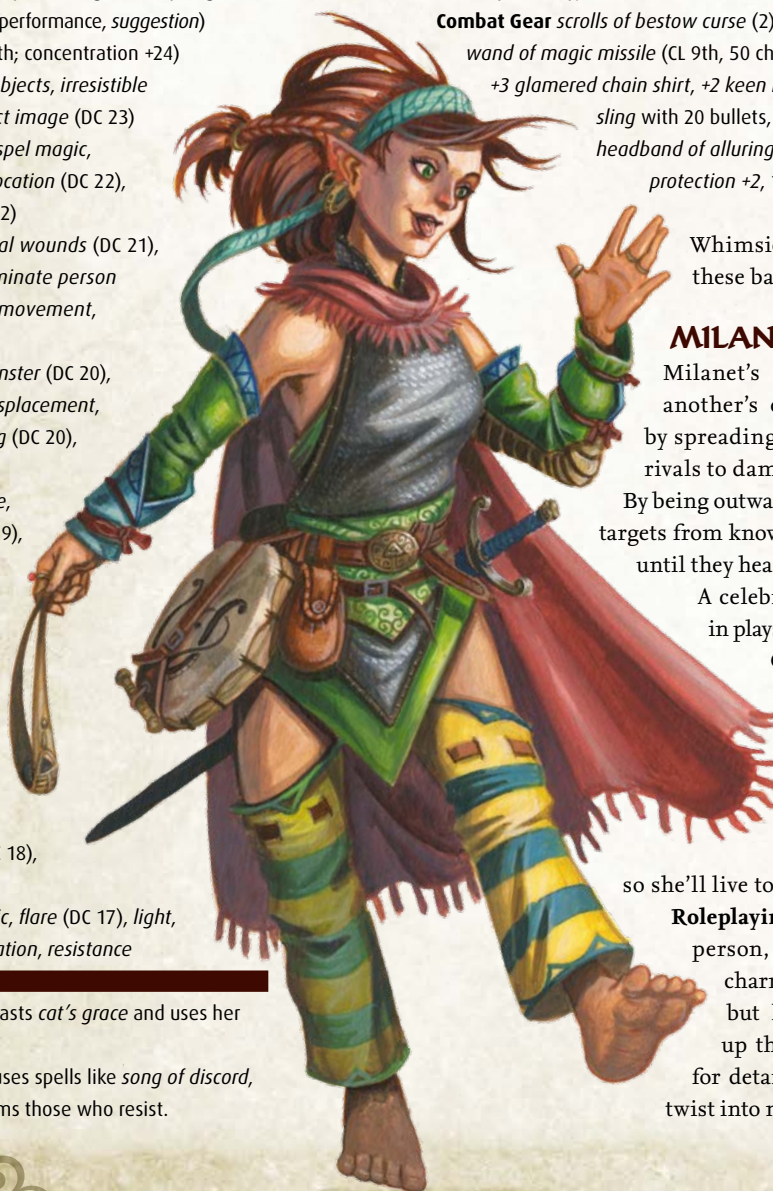 performance, suggestion)
th; concentration +24)
bjects, irresistible
ct image (DC 23)
spel magic,
ocation (DC 22),
2)
al wounds (DC 21),
minate person
movement,
nster (DC 20),
splacement,
g (DC 20),
e,
9),
C 18),
ic, flare (DC 17), light,
ation, resistance
asts cat's grace and uses her
uses spells like song of discord,
ms those who resist.
Combat Gear scrolls of bestow curse (2)
wand of magic missile (CL 9th, 50 ch
+3 glamered chain shirt, +2 keen
sling with 20 bullets,
headband of alluring
protection +2,
Whimsic
these ba
MILAN
Milanet's
another's
by spreading
rivals to dam
By being outwa
targets from know
until they hea
A celebr
in play
so she'll live to
Roleplayin
person,
charr
but
up th
for detai
twist into